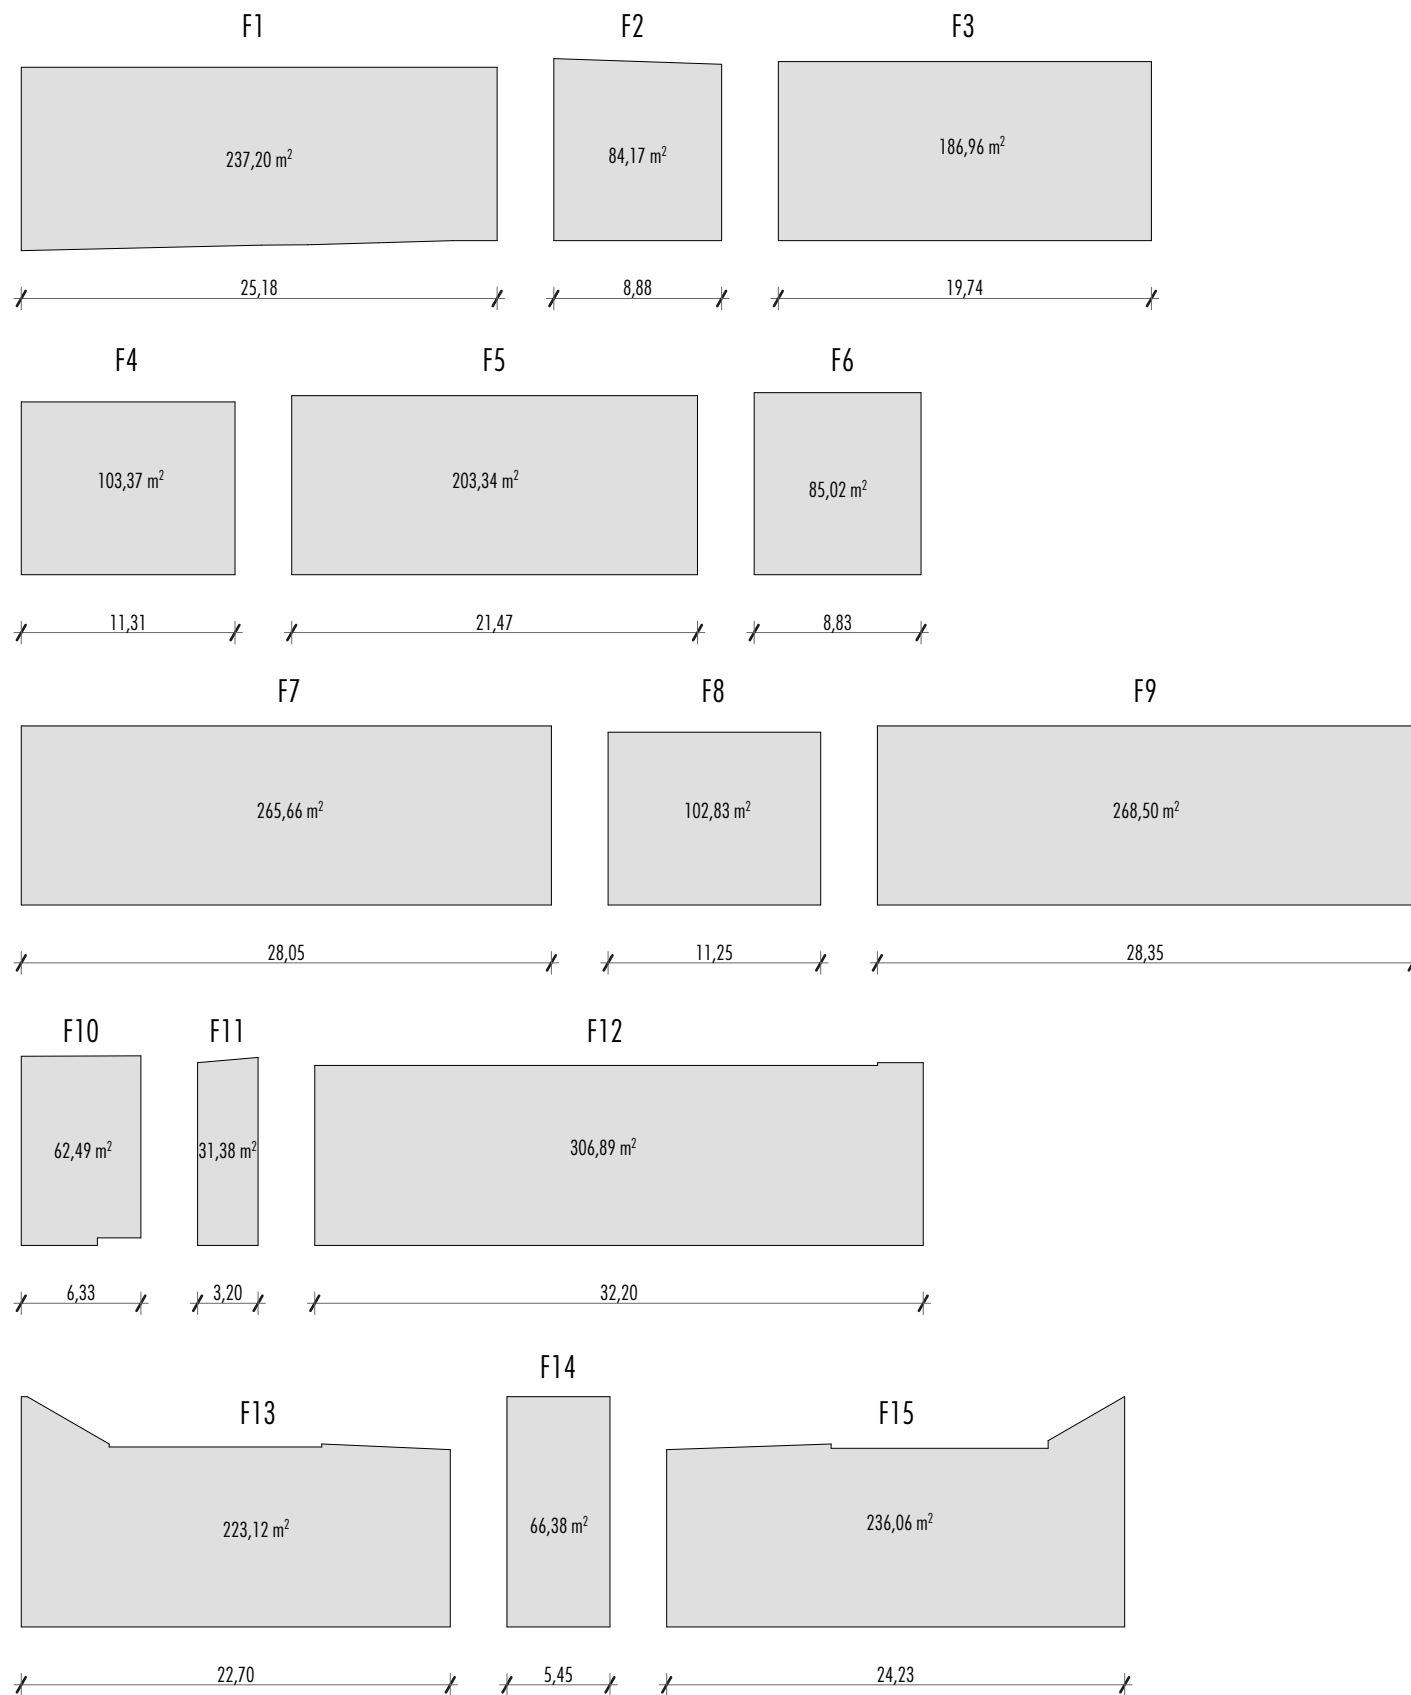 F1 F2 F3
237,20 m² 84,17 m² 186,96 m²
25,18 8,88 19,74
F4 F5 F6
103,37 m² 203,34 m² 85,02 m²
11,31 21,47 8,83
F7 F8 F9
265,66 m² 102,83 m² 268,50 m²
28,05 11,25 28,35
F10 F11 F12
62,49 m² 31,38 m² 306,89 m²
6,33 3,20 32,20
F13 F14 F15
223,12 m² 66,38 m² 236,06 m²
22,70 5,45 24,23